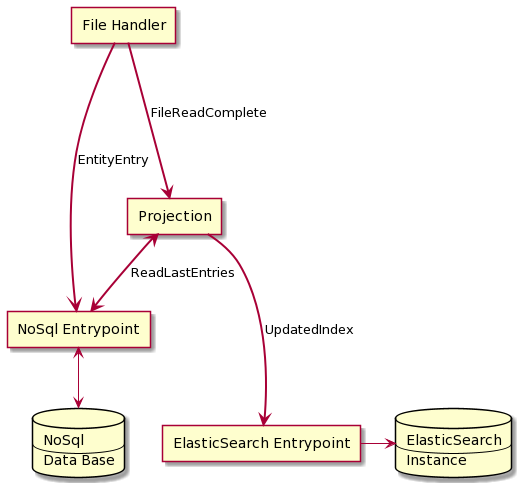 File Handler
FileReadComplete
EntityEntry
Projection
ReadLastEntries
NoSql Entrypoint
UpdatedIndex
NoSql
Data Base
ElasticSearch Entrypoint
ElasticSearch
Instance